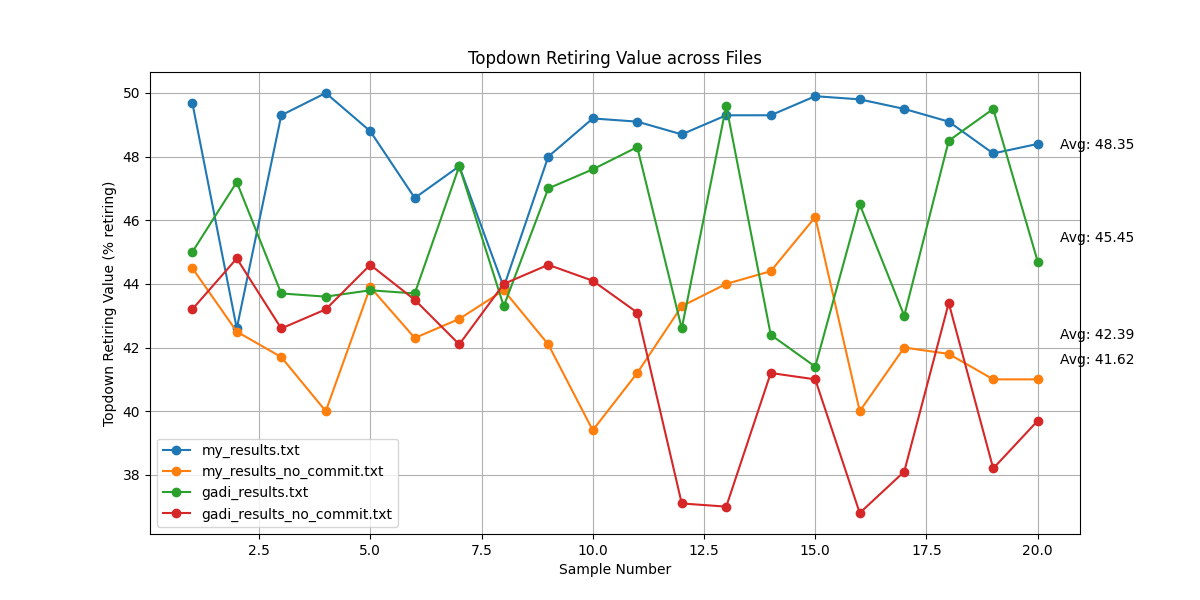 Topdown Retiring Value across Files
Topdown Retiring Value (% retiring)
50
48
46
44
42
40
38
Avg: 48.35
Avg: 45.45
Avg: 42.39
Avg: 41.62
my_results.txt
my_results_no_commit.txt
gadi_results.txt
gadi_results_no_commit.txt
2.5 5.0 7.5 10.0 12.5 15.0 17.5 20.0
Sample Number